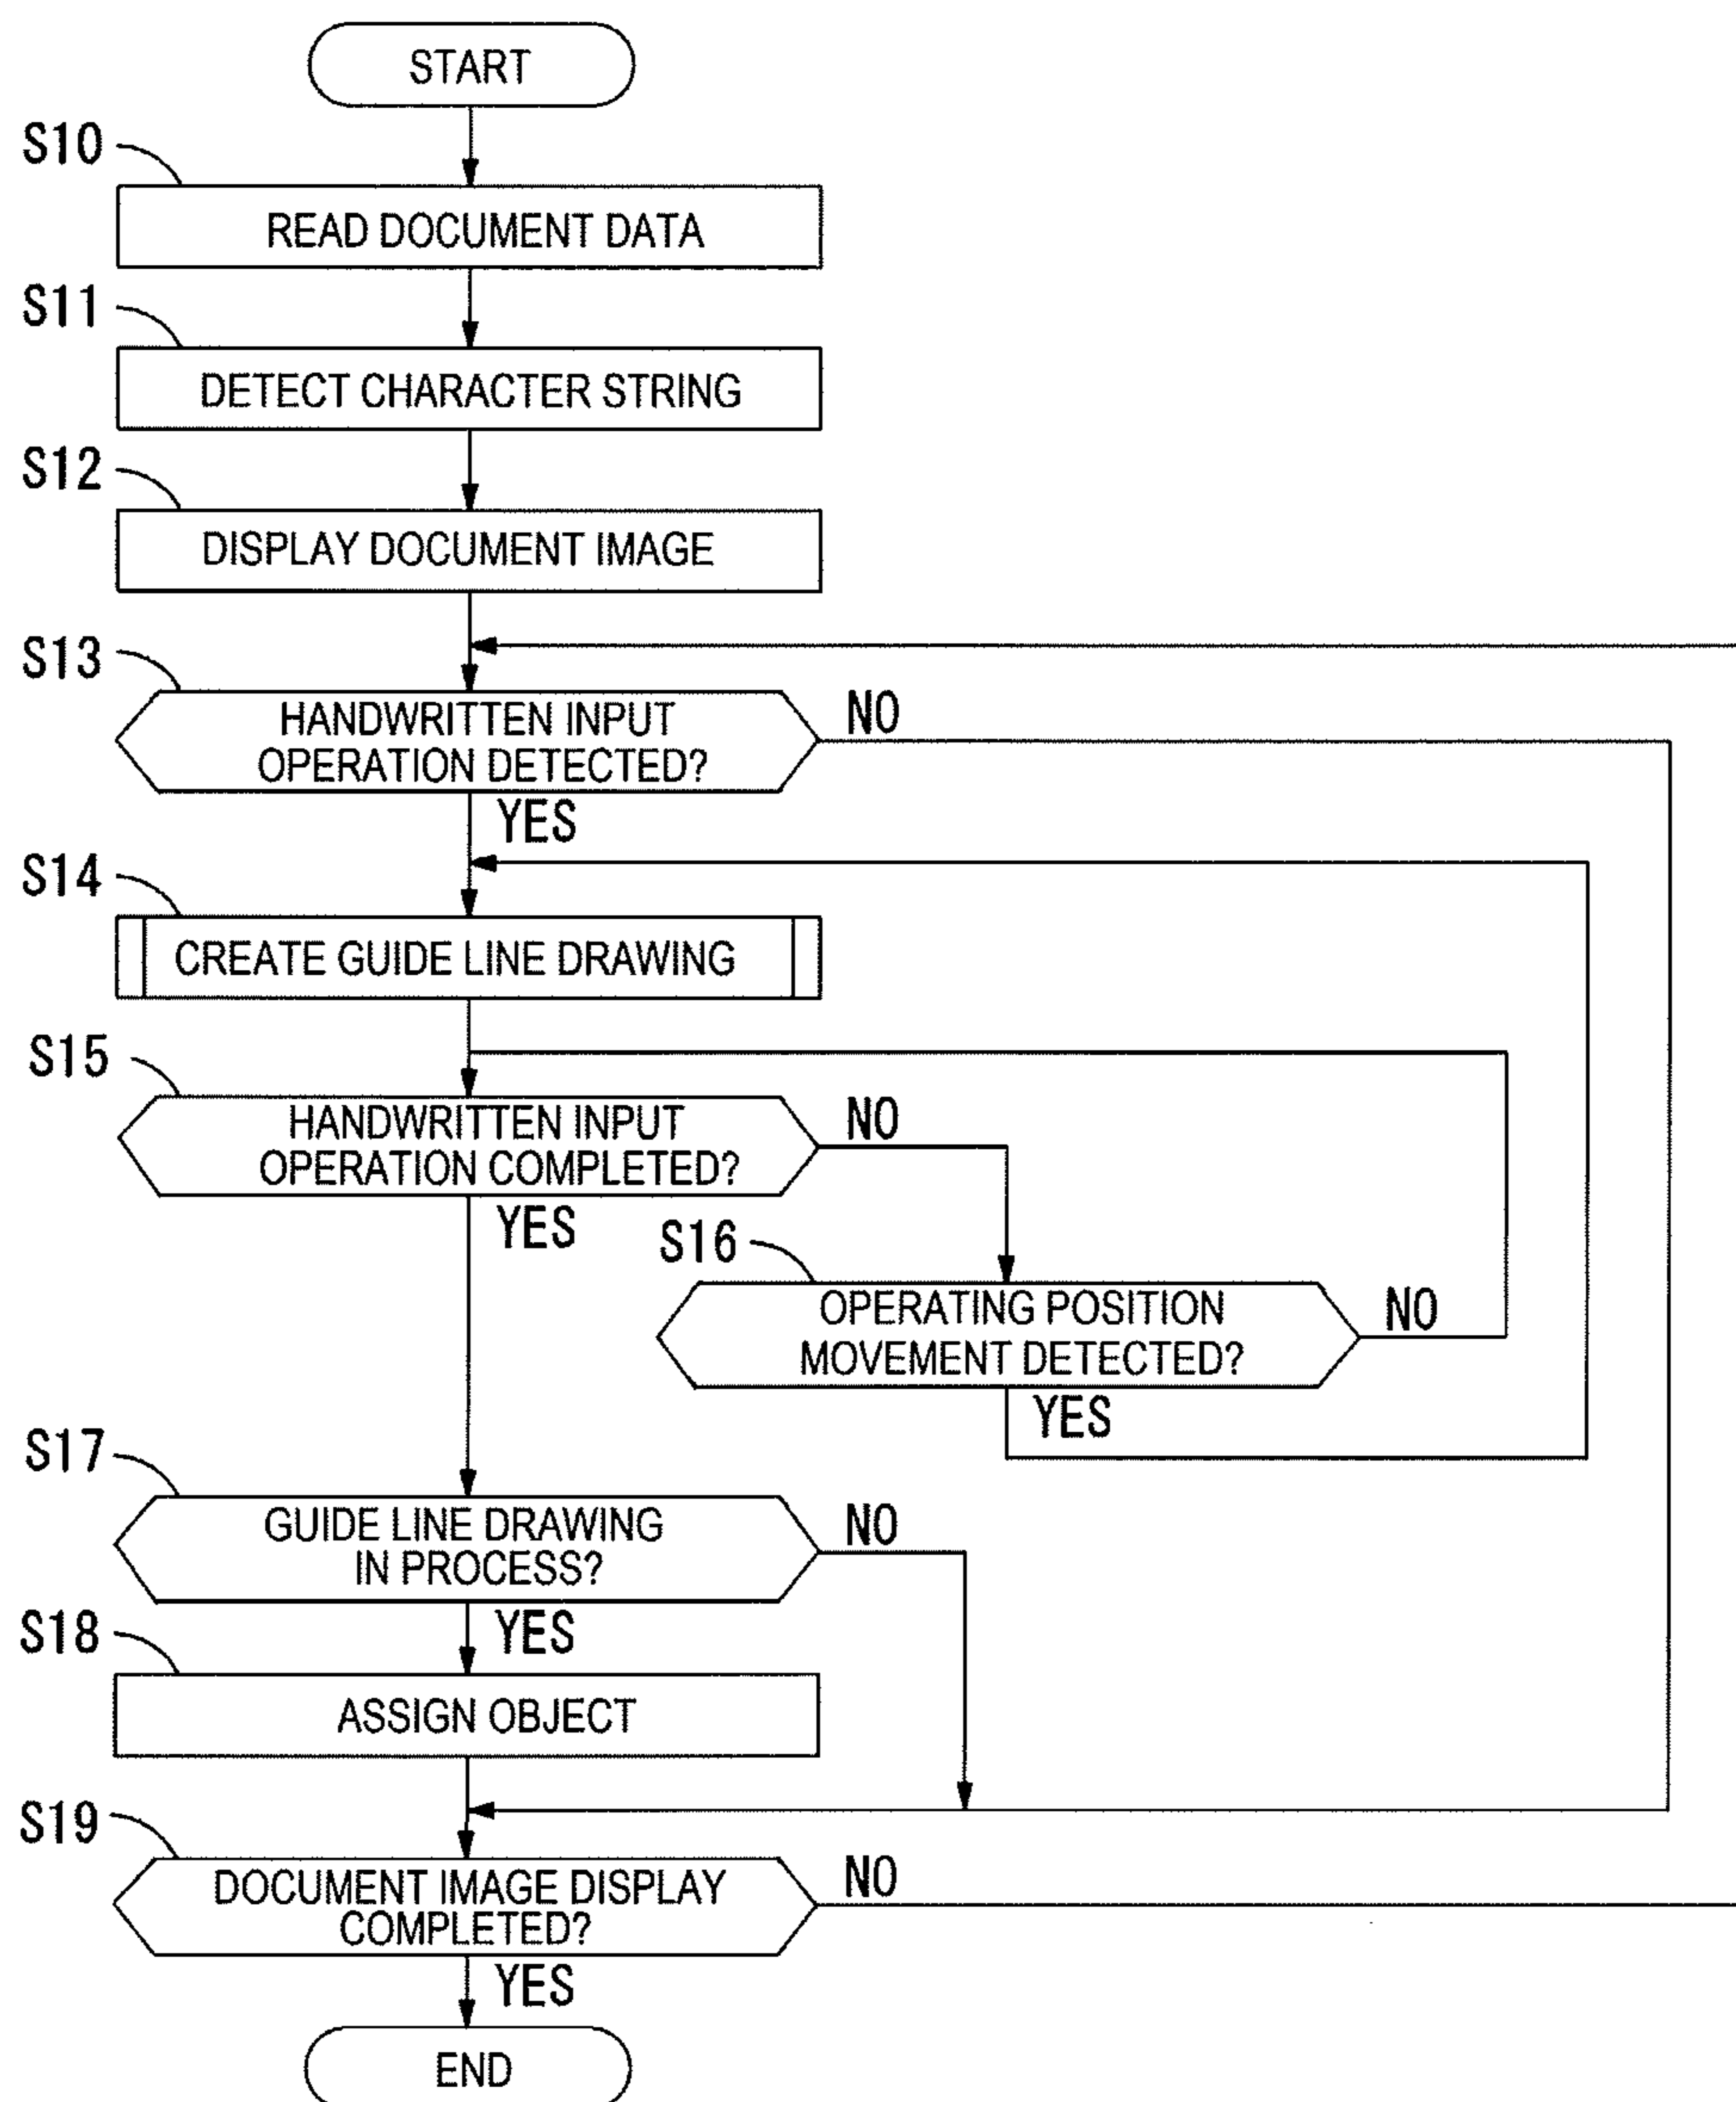 START
S10
READ DOCUMENT DATA
S11
DETECT CHARACTER STRING
S12
DISPLAY DOCUMENT IMAGE
S13
HANDWRITTEN INPUT
OPERATION DETECTED?
NO
YES
S14
CREATE GUIDE LINE DRAWING
S15
HANDWRITTEN INPUT
OPERATION COMPLETED?
NO
YES
S16
OPERATING POSITION
MOVEMENT DETECTED?
NO
YES
S17
GUIDE LINE DRAWING
IN PROCESS?
NO
YES
S18
ASSIGN OBJECT
S19
DOCUMENT IMAGE DISPLAY
COMPLETED?
NO
YES
END